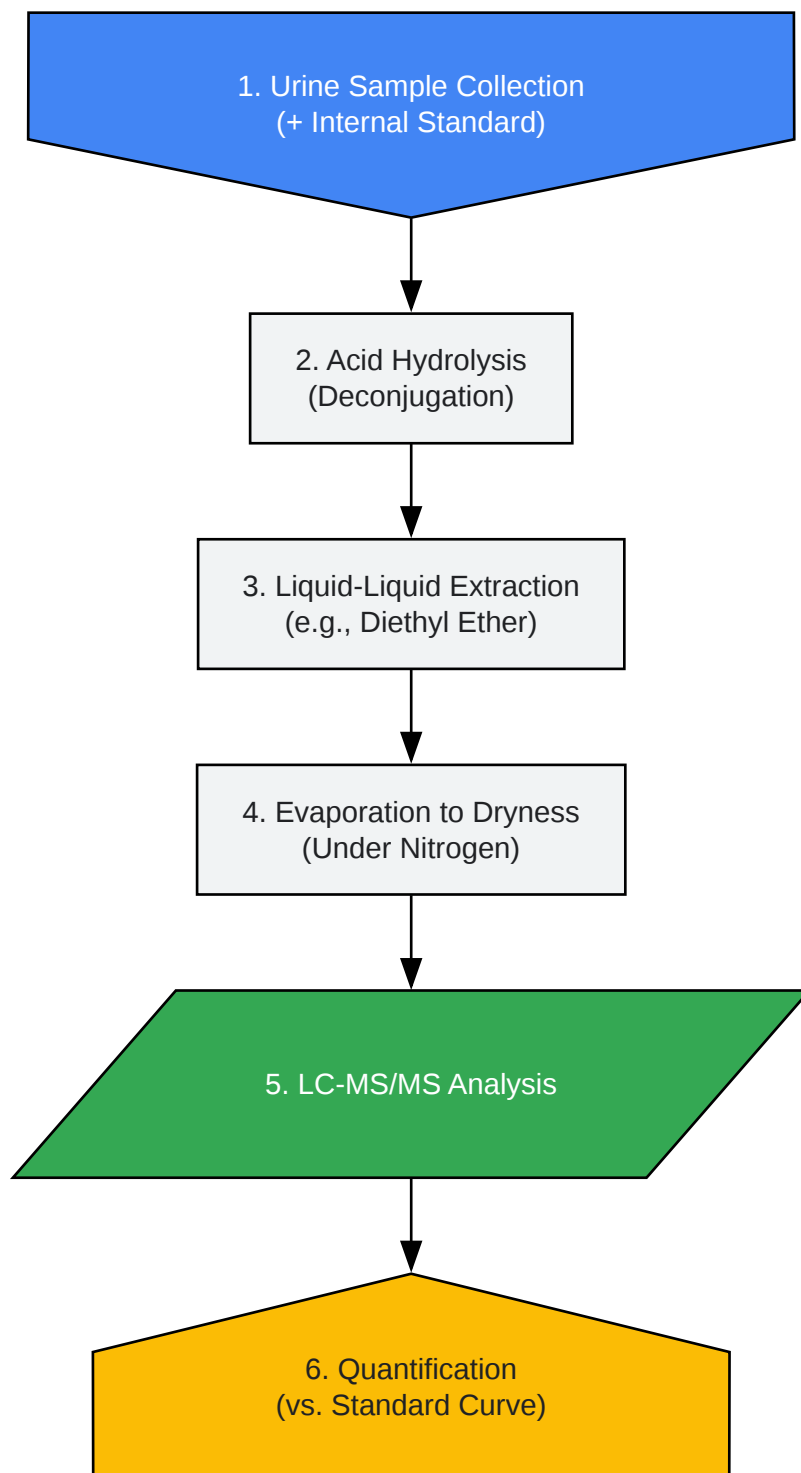 1. Urine Sample Collection
(+ Internal Standard)
2. Acid Hydrolysis
(Deconjugation)
3. Liquid-Liquid Extraction
(e.g., Diethyl Ether)
4. Evaporation to Dryness
(Under Nitrogen)
5. LC-MS/MS Analysis
6. Quantification
(vs. Standard Curve)